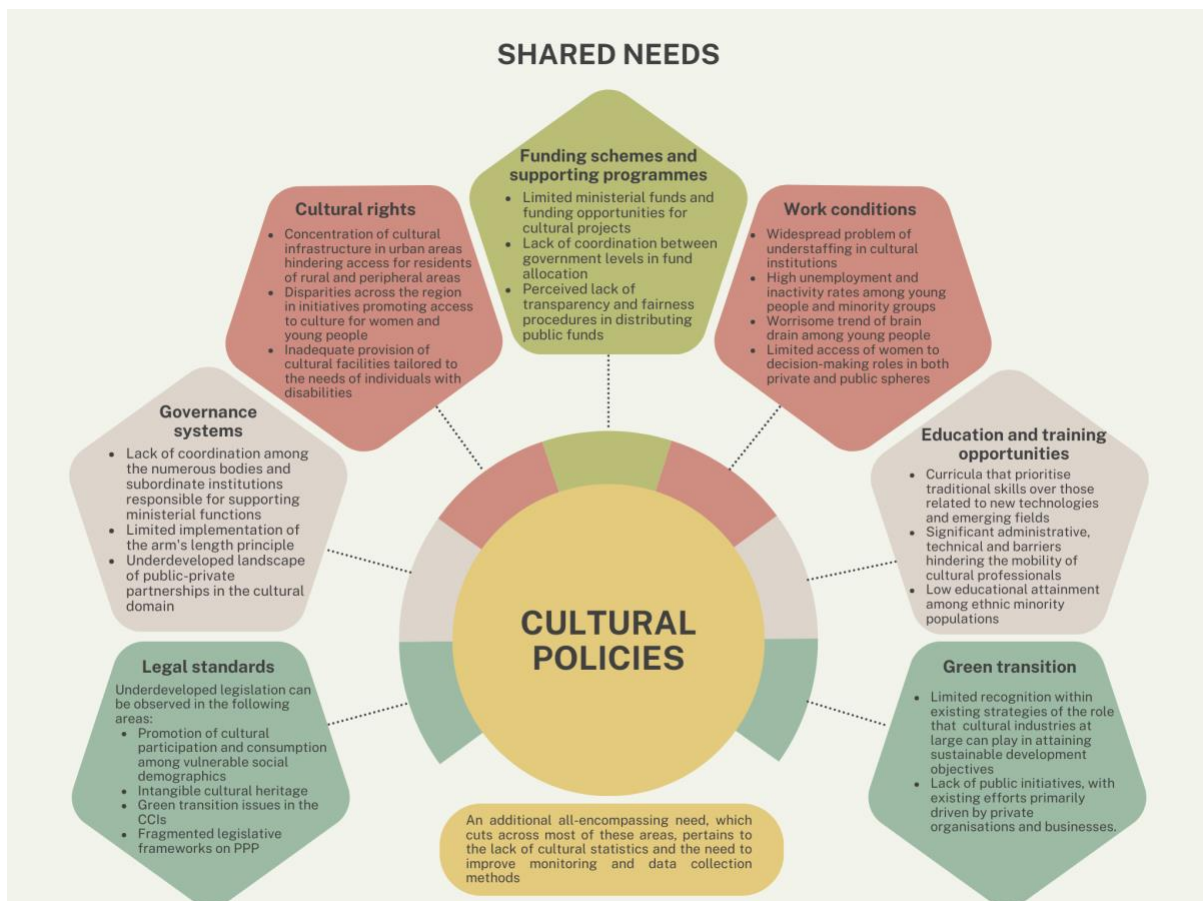 SHARED NEEDS
Funding schemes and
supporting programmes
• Limited ministerial funds and
funding opportunities for
cultural projects
• Lack of coordination between
government levels in fund
allocation
• Perceived lack of
transparency and fairness
procedures in distributing
public funds
Cultural rights
• Concentration of cultural
infrastructure in urban areas
hindering access for residents
of rural and peripheral areas
• Disparities across the region
in initiatives promoting access
to culture for women and
young people
• Inadequate provision of
cultural facilities tailored to
the needs of individuals with
disabilities
Work conditions
• Widespread problem of
understaffing in cultural
institutions
• High unemployment and
inactivity rates among young
people and minority groups
• Worrisome trend of brain
drain among young people
• Limited access of women to
decision-making roles in both
private and public spheres
Governance
systems
• Lack of coordination among
the numerous bodies and
subordinate institutions
responsible for supporting
ministerial functions
• Limited implementation of
the arm's length principle
• Underdeveloped landscape
of public-private
partnerships in the cultural
domain
Education and training
opportunities
• Curricula that prioritise
traditional skills over those
related to new technologies
and emerging fields
• Significant administrative,
technical and barriers
hindering the mobility of
cultural professionals
• Low educational attainment
among ethnic minority
populations
CULTURAL
POLICIES
Legal standards
Underdeveloped legislation can
be observed in the following
areas:
• Promotion of cultural
participation and consumption
among vulnerable social
demographics
• Intangible cultural heritage
• Green transition issues in the
CCIs
• Fragmented legislative
frameworks on PPP
Green transition
• Limited recognition within
existing strategies of the role
that cultural industries at
large can play in attaining
sustainable development
objectives
• Lack of public initiatives, with
existing efforts primarily
driven by private
organisations and businesses.
An additional all-encompassing need, which
cuts across most of these areas, pertains to
the lack of cultural statistics and the need to
improve monitoring and data collection
methods